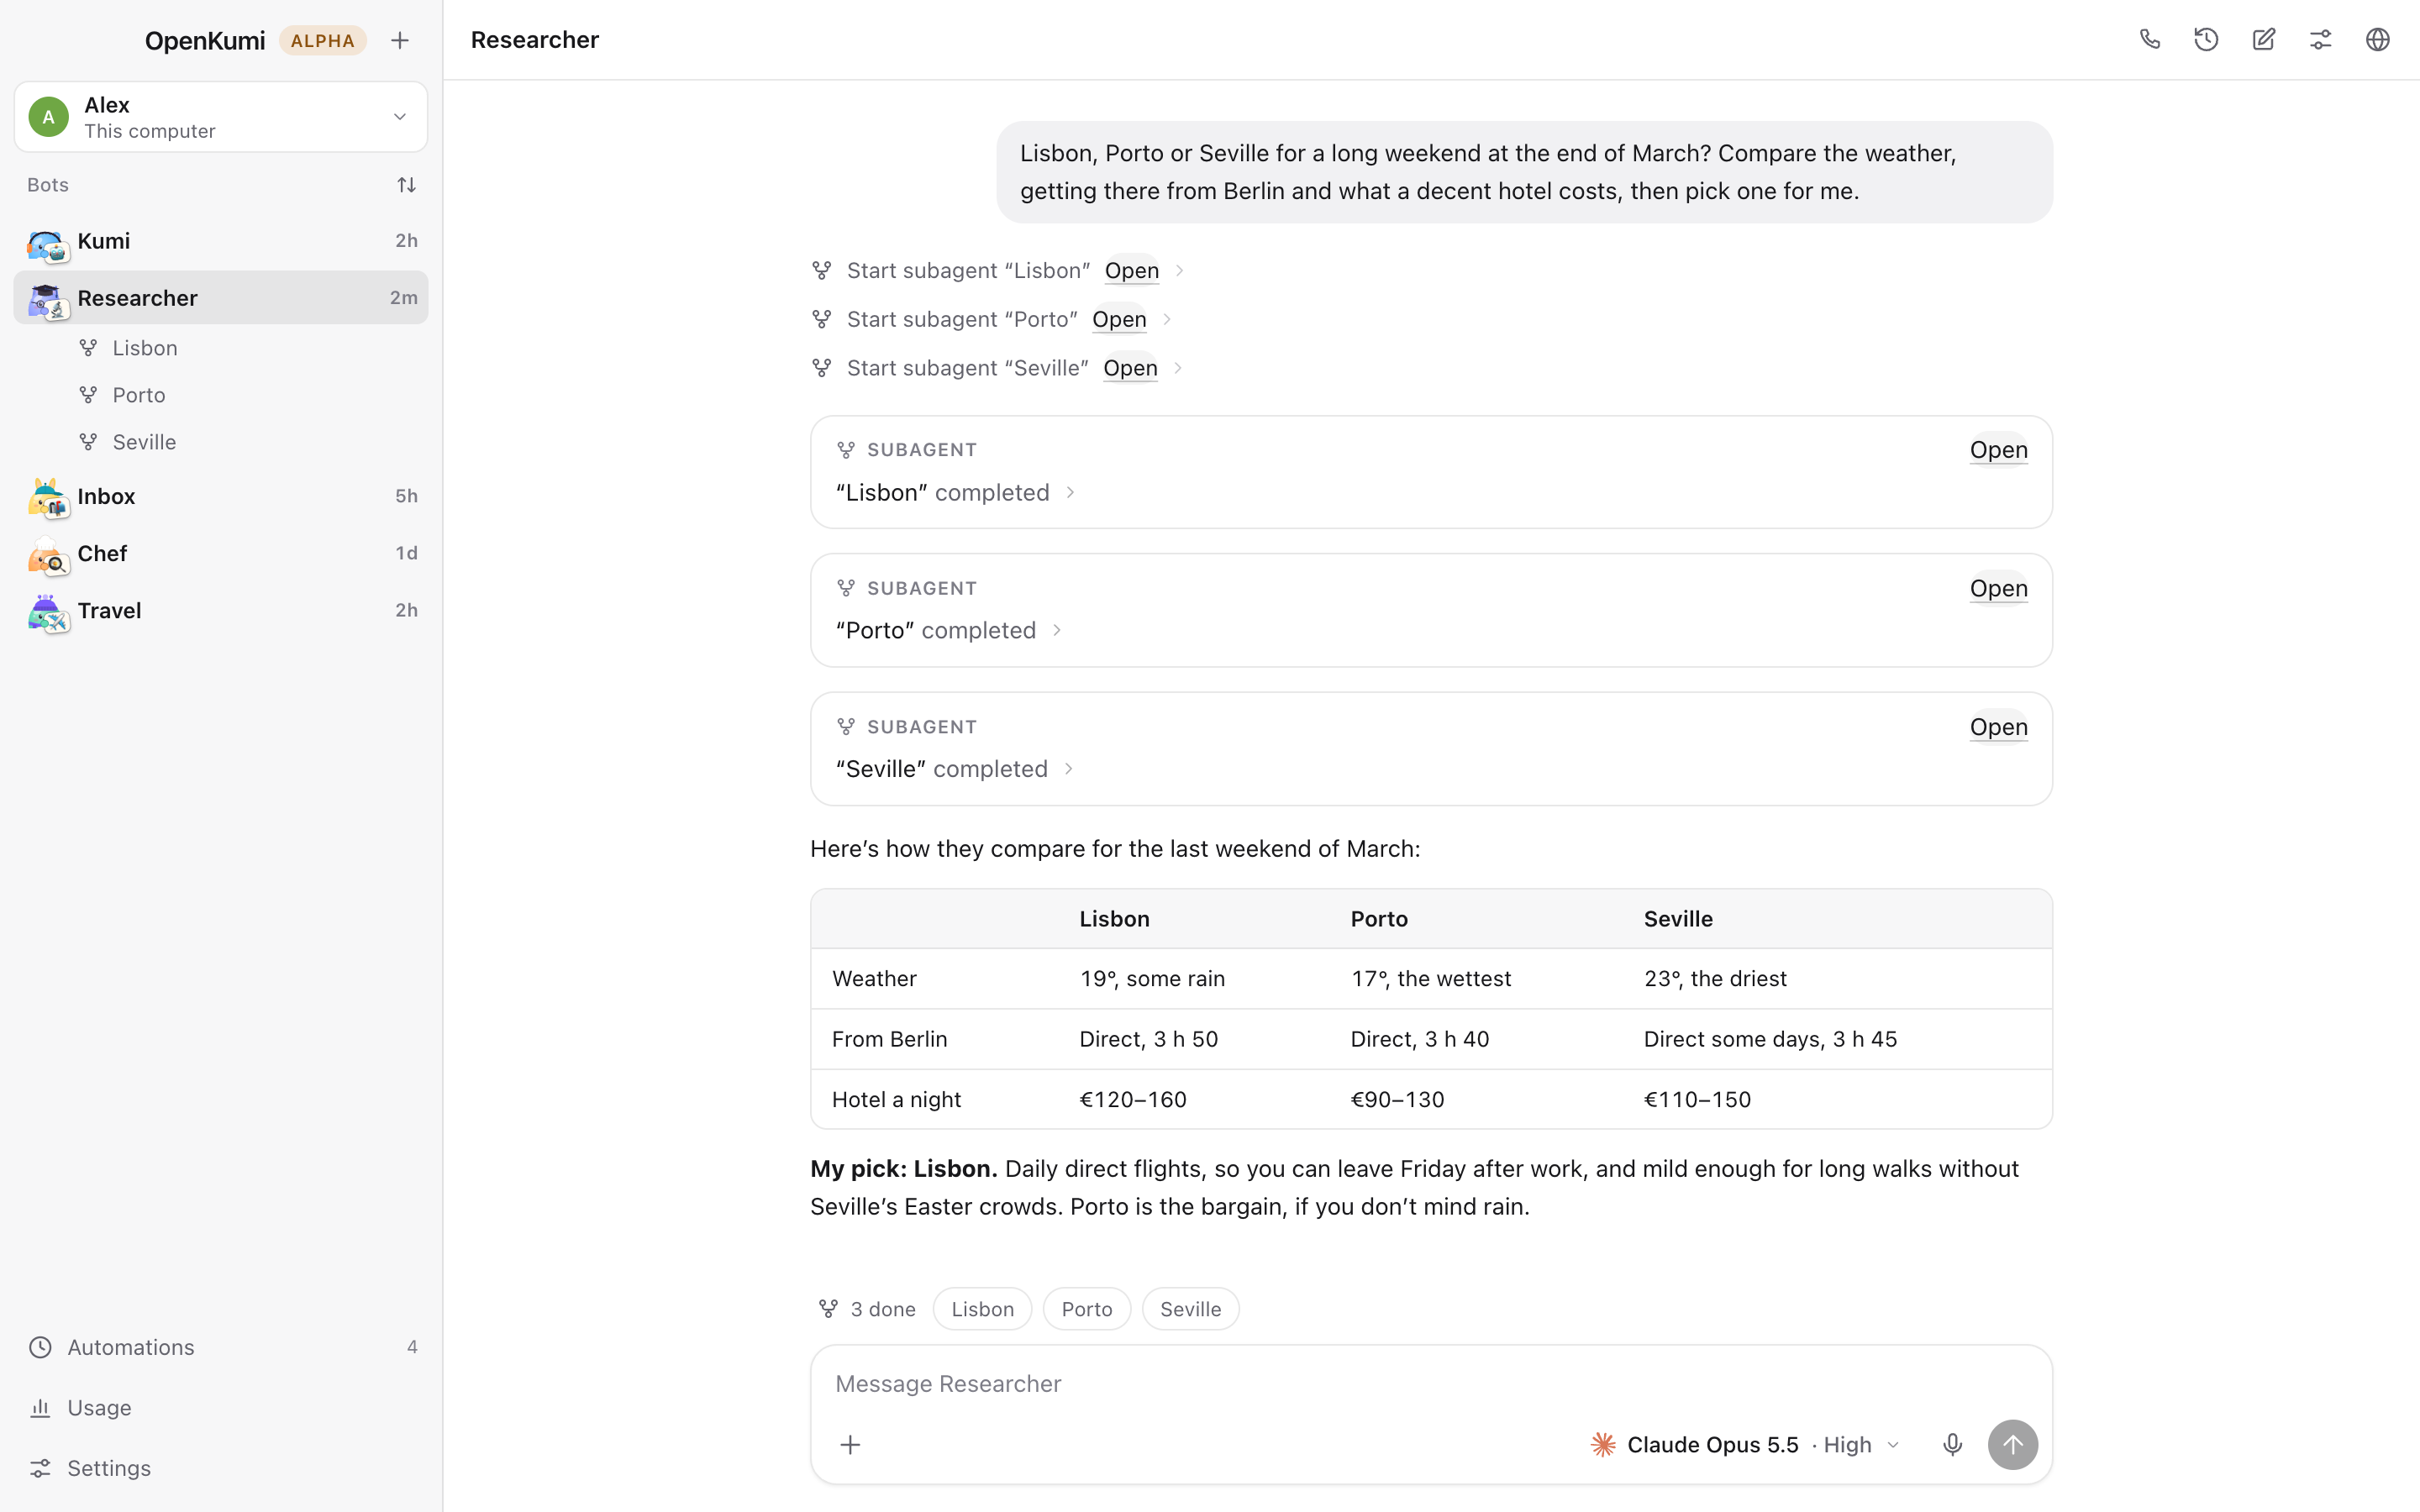 OpenKumi ALPHA
A
Alex
This computer
Bots
Kumi 2h
Researcher 2m
Lisbon
Porto
Seville
Inbox 5h
Chef 1d
Travel 2h
Automations 4
Usage
Settings
Researcher
Lisbon, Porto or Seville for a long weekend at the end of March? Compare the weather,
getting there from Berlin and what a decent hotel costs, then pick one for me.
Start subagent “Lisbon” Open
Start subagent “Porto” Open
Start subagent “Seville” Open
SUBAGENT Open
“Lisbon” completed
SUBAGENT Open
“Porto” completed
SUBAGENT Open
“Seville” completed
Here’s how they compare for the last weekend of March:
Lisbon Porto Seville
Weather 19°, some rain 17°, the wettest 23°, the driest
From Berlin Direct, 3 h 50 Direct, 3 h 40 Direct some days, 3 h 45
Hotel a night €120–160 €90–130 €110–150
My pick: Lisbon. Daily direct flights, so you can leave Friday after work, and mild enough for long walks without
Seville’s Easter crowds. Porto is the bargain, if you don’t mind rain.
3 done Lisbon Porto Seville
Message Researcher
Claude Opus 5.5 · High